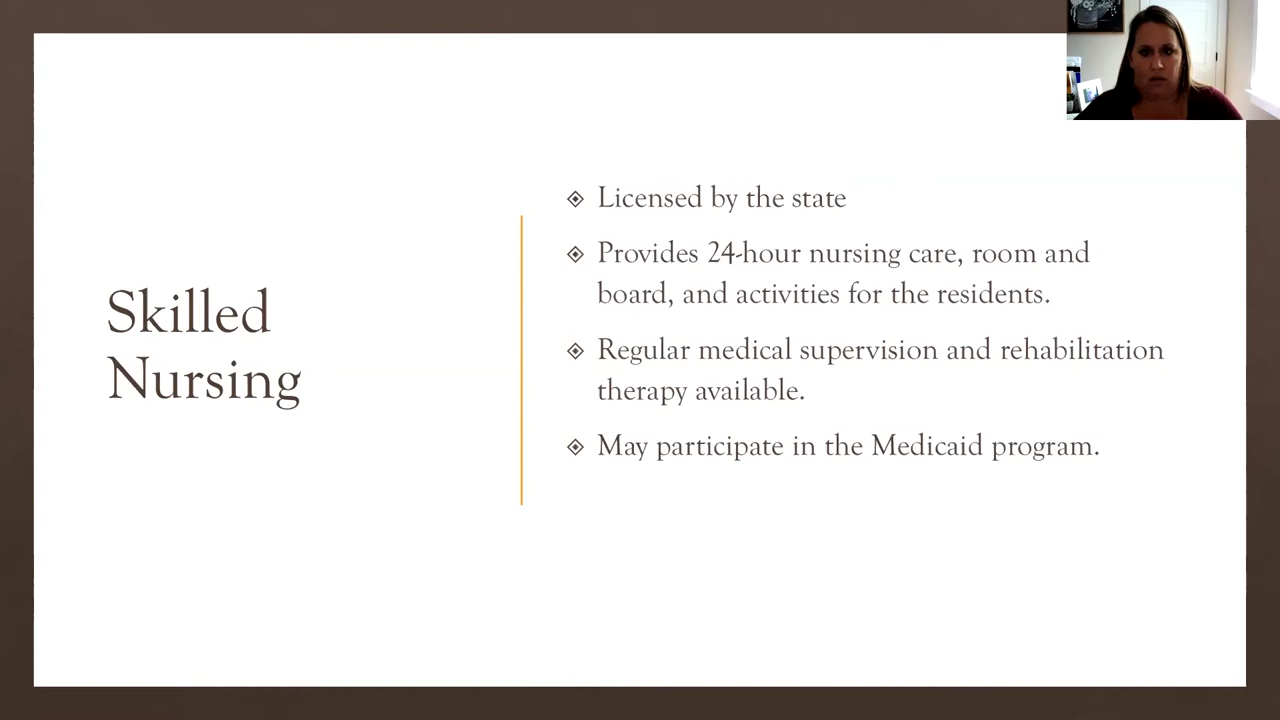 Skilled
Nursing
Licensed by the state
Provides 24-hour nursing care, room and
board, and activities for the residents.
Regular medical supervision and rehabilitation
therapy available.
May participate in the Medicaid program.